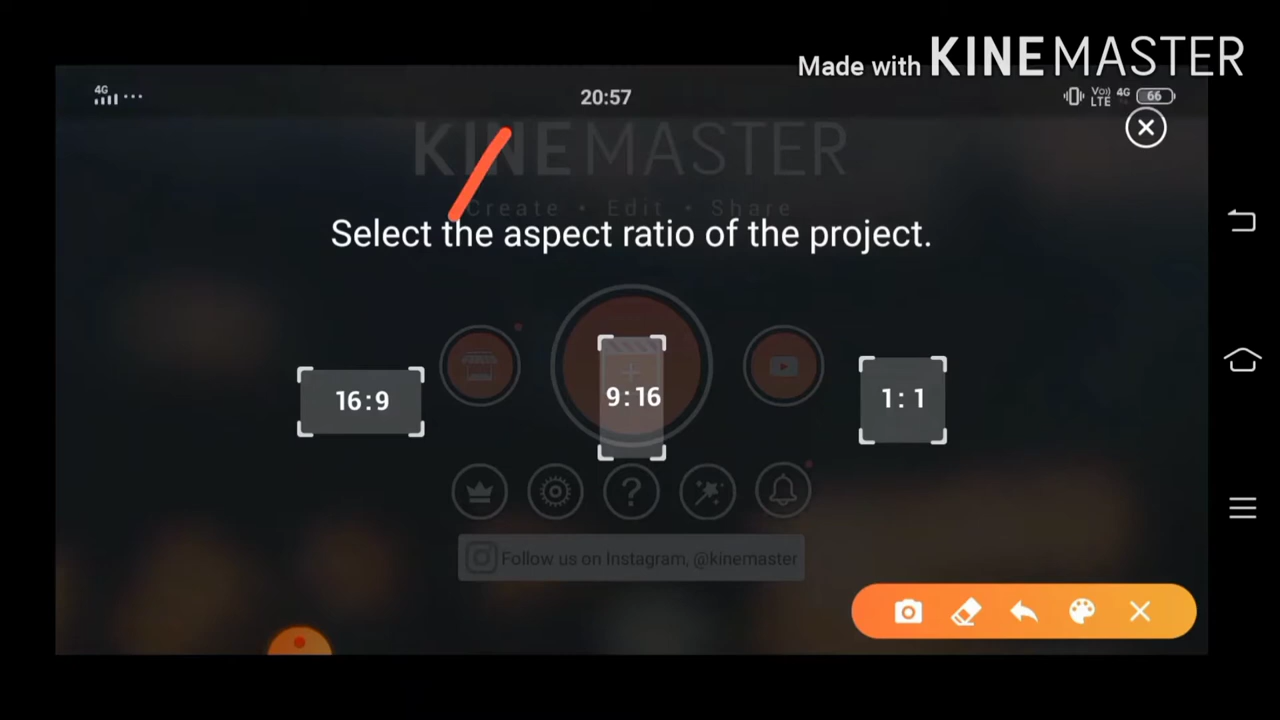 Made with KINEMASTER
4G
20:57
Vo)) LTE 4G 66
KINEMASTER
Create • Edit • Share
Select the aspect ratio of the project.
16:9
9:16
1:1
?
Follow us on Instagram, @kinemaster